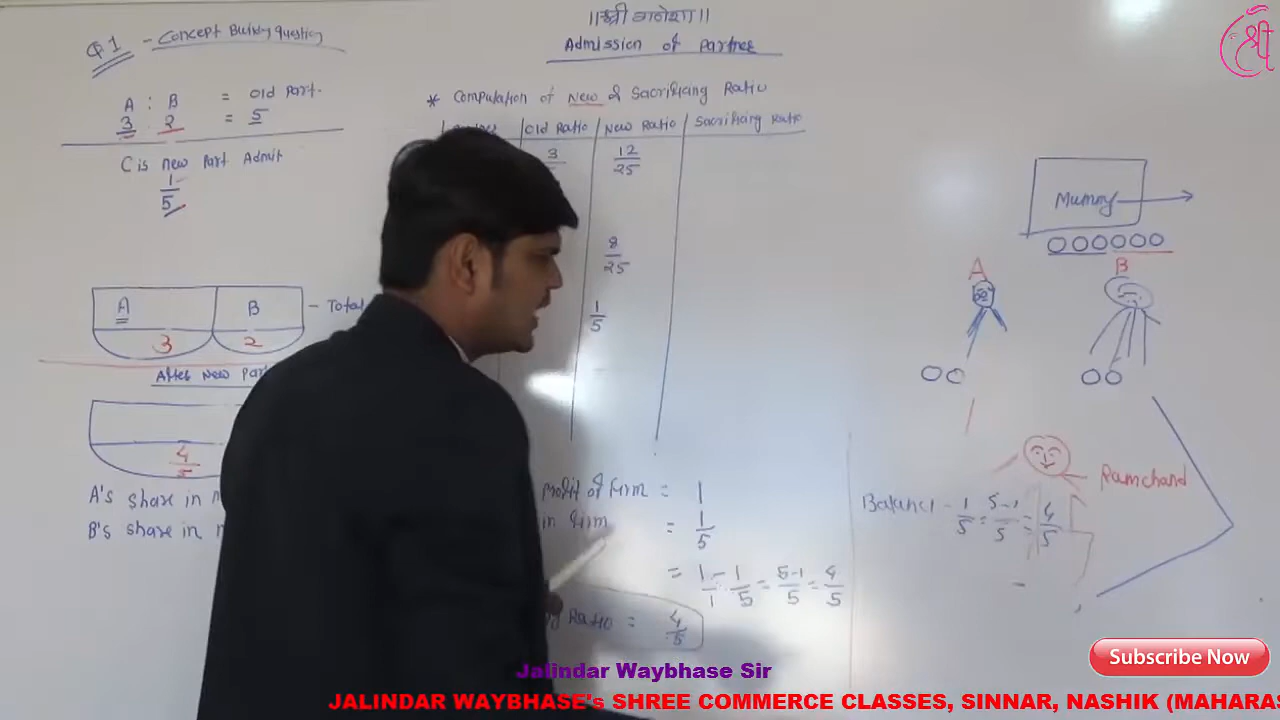 ॥श्री गणेशा॥
Admission of Partner
Q.1 - Concept Building question
A : B = Old Part.
3 2 = 5
C is new Part Admit
1/5
A B - Total
3 2
After New Part
4/5
A's share in
B's share in
* Computation of New & Sacrificing Ratio
Old Ratio New Ratio Sacrificing Ratio
3 12/25
8/25
1/5
Profit of firm = 1
in firm = 1/5
= 1/1 - 1/5 = 5-1/5 = 4/5
Ratio = 4/5
Mummy
A B
Ramchand
Balance - 1/5 = 5-1/5 = 4/5
श्री
Subscribe Now
Jalindar Waybhase Sir
JALINDAR WAYBHASE's SHREE COMMERCE CLASSES, SINNAR, NASHIK (MAHARAS